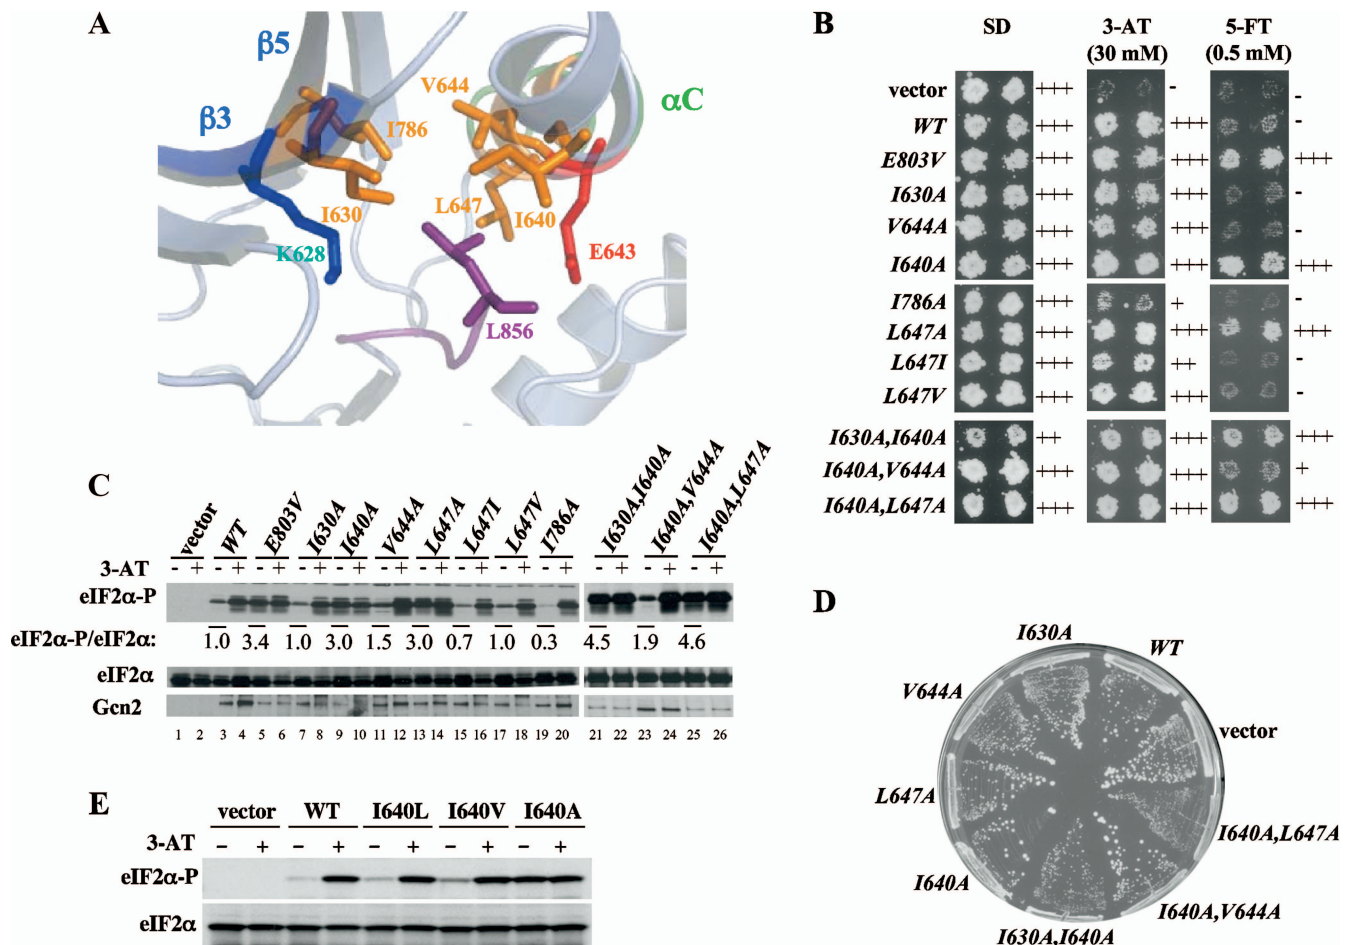 A
β5
β3
V644
αC
I786
I630
L647
I640
K628
E643
L856
B
SD
3-AT
(30 mM)
5-FT
(0.5 mM)
vector +++ - -
WT +++ +++ -
E803V +++ +++ +++
I630A +++ +++ -
V644A +++ +++ -
I640A +++ +++ +++
I786A +++ + -
L647A +++ +++ +++
L647I +++ ++ -
L647V +++ +++ -
I630A,I640A ++ +++ +++
I640A,V644A +++ +++ +
I640A,L647A +++ +++ +++
C
vector WT E803V I630A I640A V644A L647A L647I L647V I786A I630A,I640A I640A,V644A I640A,L647A
3-AT - + - + - + - + - + - + - + - + - + - + - + - + - +
eIF2α-P
eIF2α-P/eIF2α: 1.0 3.4 1.0 3.0 1.5 3.0 0.7 1.0 0.3 4.5 1.9 4.6
eIF2α
Gcn2
1 2 3 4 5 6 7 8 9 10 11 12 13 14 15 16 17 18 19 20 21 22 23 24 25 26
D
I630A
WT
V644A
vector
L647A
I640A,L647A
I640A
I640A,V644A
I630A,I640A
E
vector WT I640L I640V I640A
3-AT - + - + - + - + - +
eIF2α-P
eIF2α